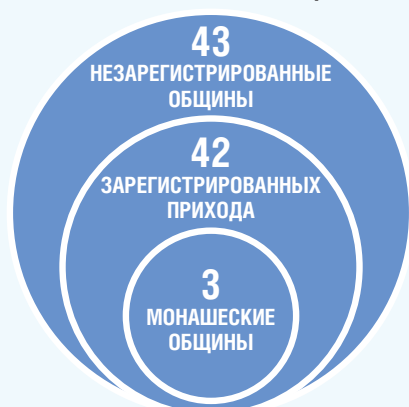 43
НЕЗАРЕГИСТРИРОВАННЫЕ
ОБЩИНЫ
42
ЗАРЕГИСТРИРОВАННЫХ
ПРИХОДА
3
МОНАШЕСКИЕ
ОБЩИНЫ